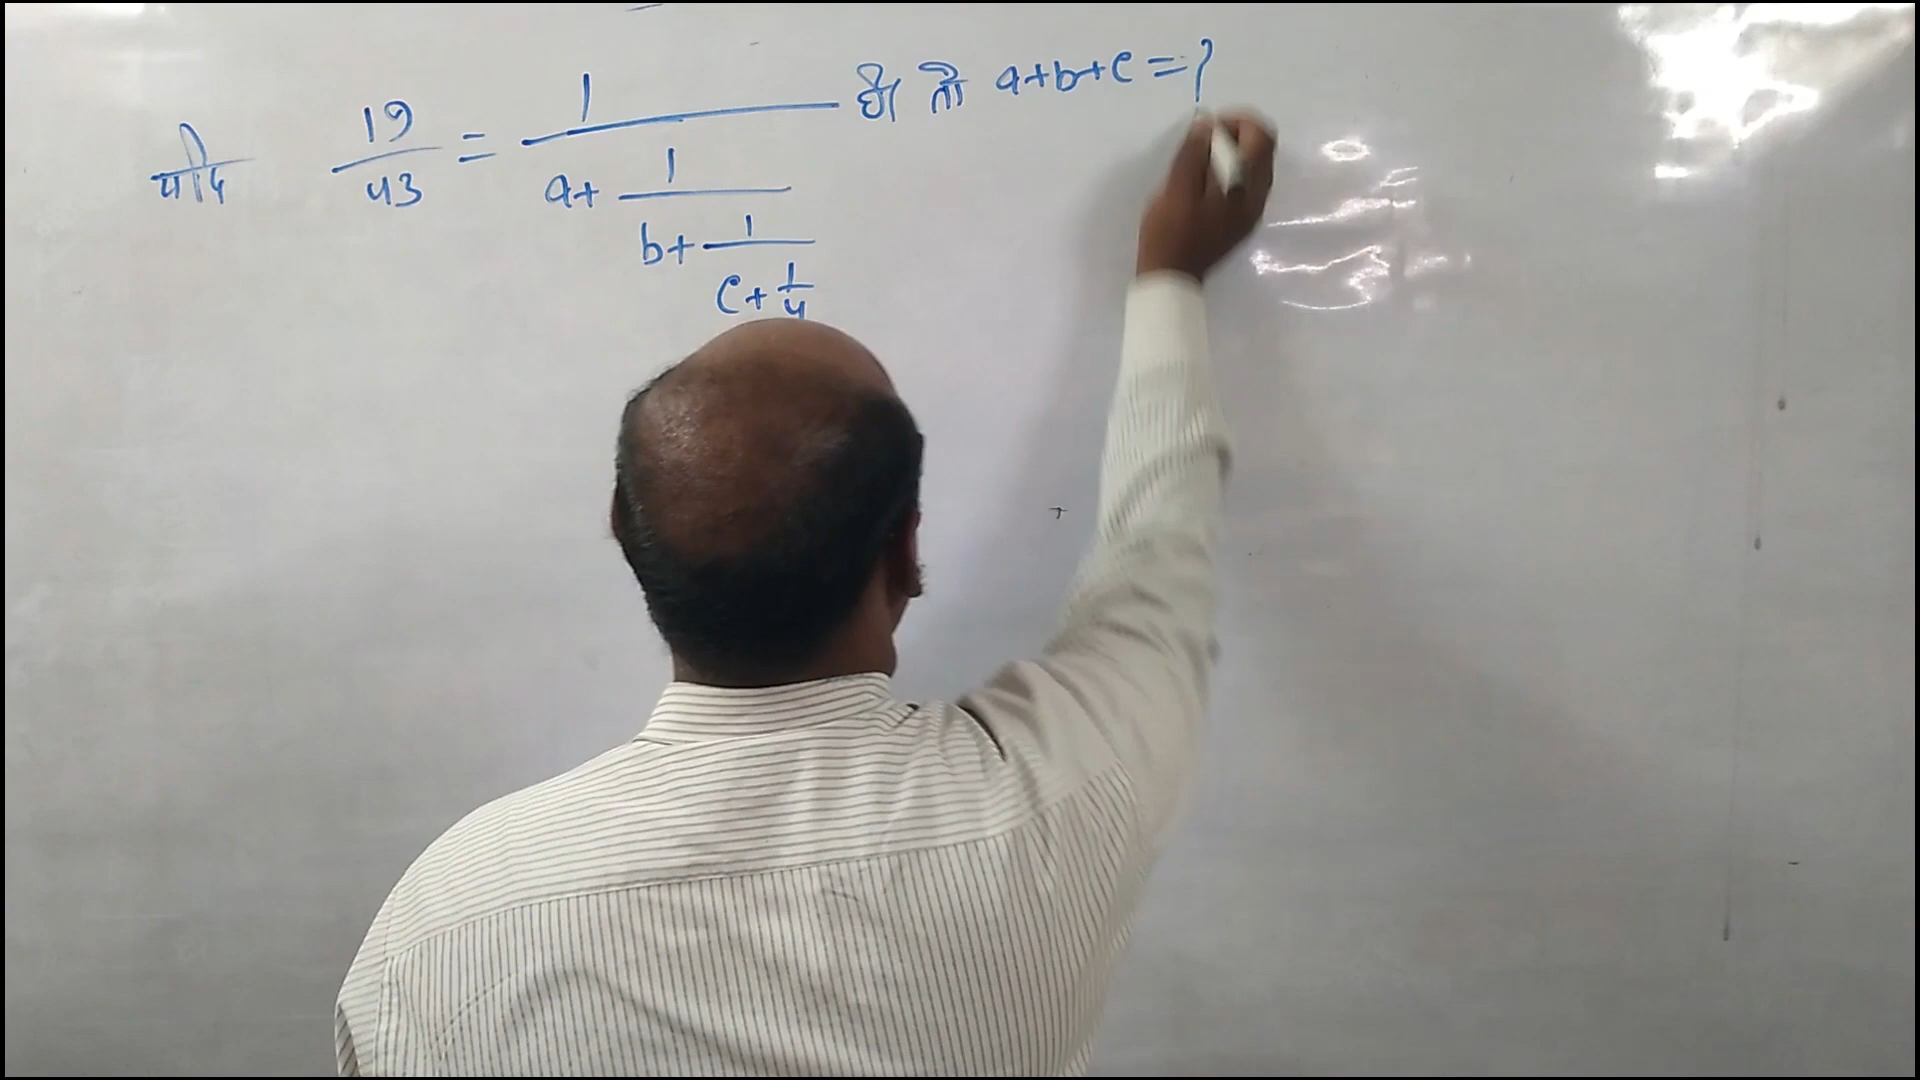 यदि 19/43 = 1/(a+ 1/(b+ 1/(c+ 1/4))) है। तो a+b+c =?